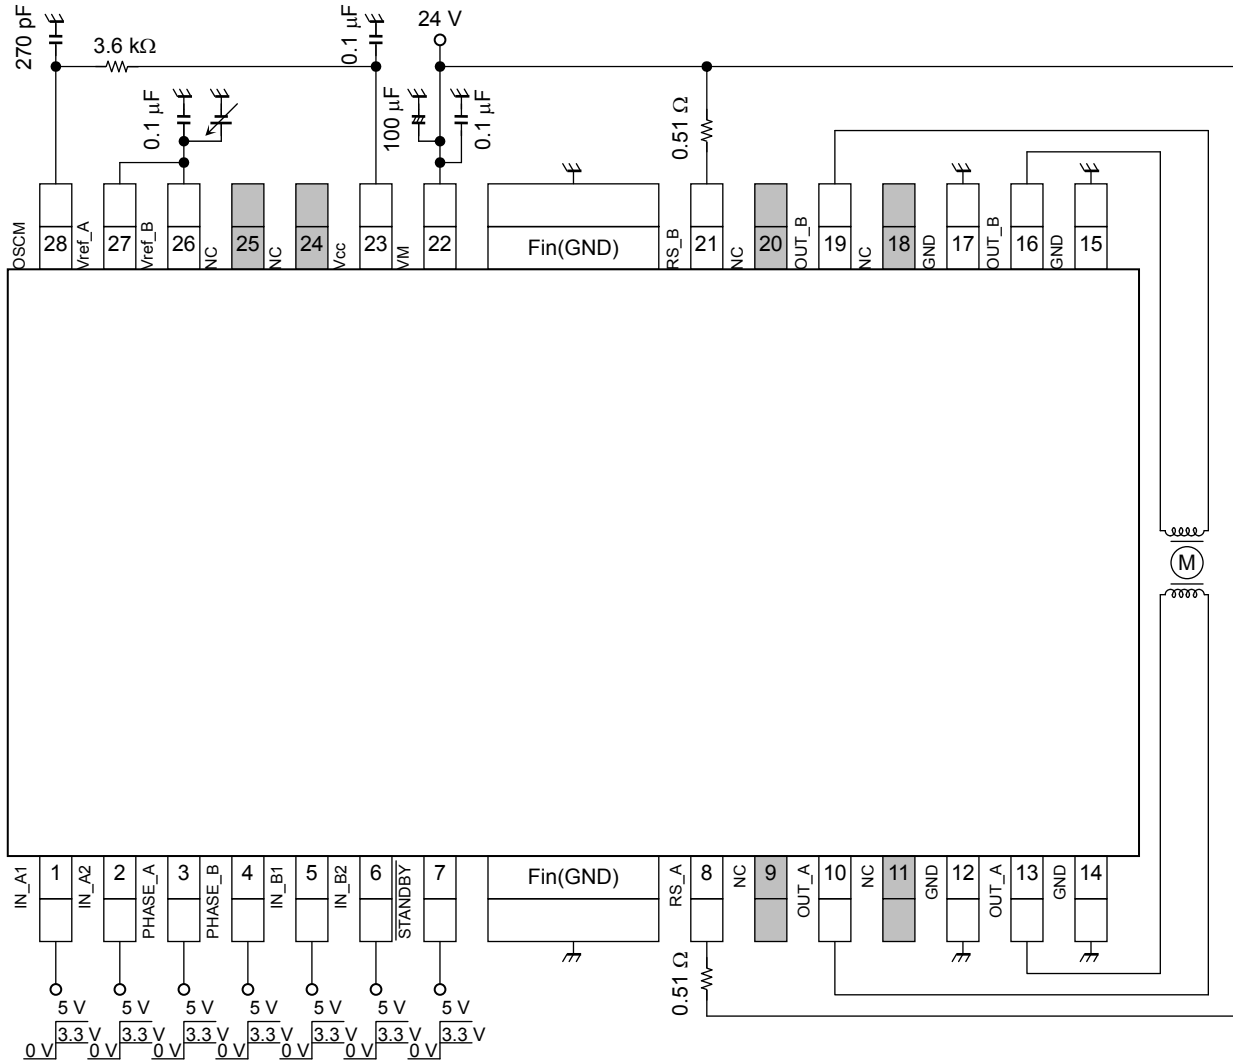 270 pF
3.6 kΩ
0.1 μF
24 V
0.1 μF
100 μF
0.1 μF
0.51 Ω
OSCM
28
Vref_A
27
Vref_B
26
NC
25
NC
24
Vcc
23
VM
22
Fin(GND)
RS_B
21
NC
20
OUT_B
19
NC
18
GND
17
OUT_B
16
GND
15
M
IN_A1
1
IN_A2
2
PHASE_A
3
PHASE_B
4
IN_B1
5
IN_B2
6
STANDBY
7
Fin(GND)
RS_A
8
NC
9
OUT_A
10
NC
11
GND
12
OUT_A
13
GND
14
0.51 Ω
5 V
5 V
5 V
5 V
5 V
5 V
5 V
3.3 V
3.3 V
3.3 V
3.3 V
3.3 V
3.3 V
3.3 V
0 V
0 V
0 V
0 V
0 V
0 V
0 V